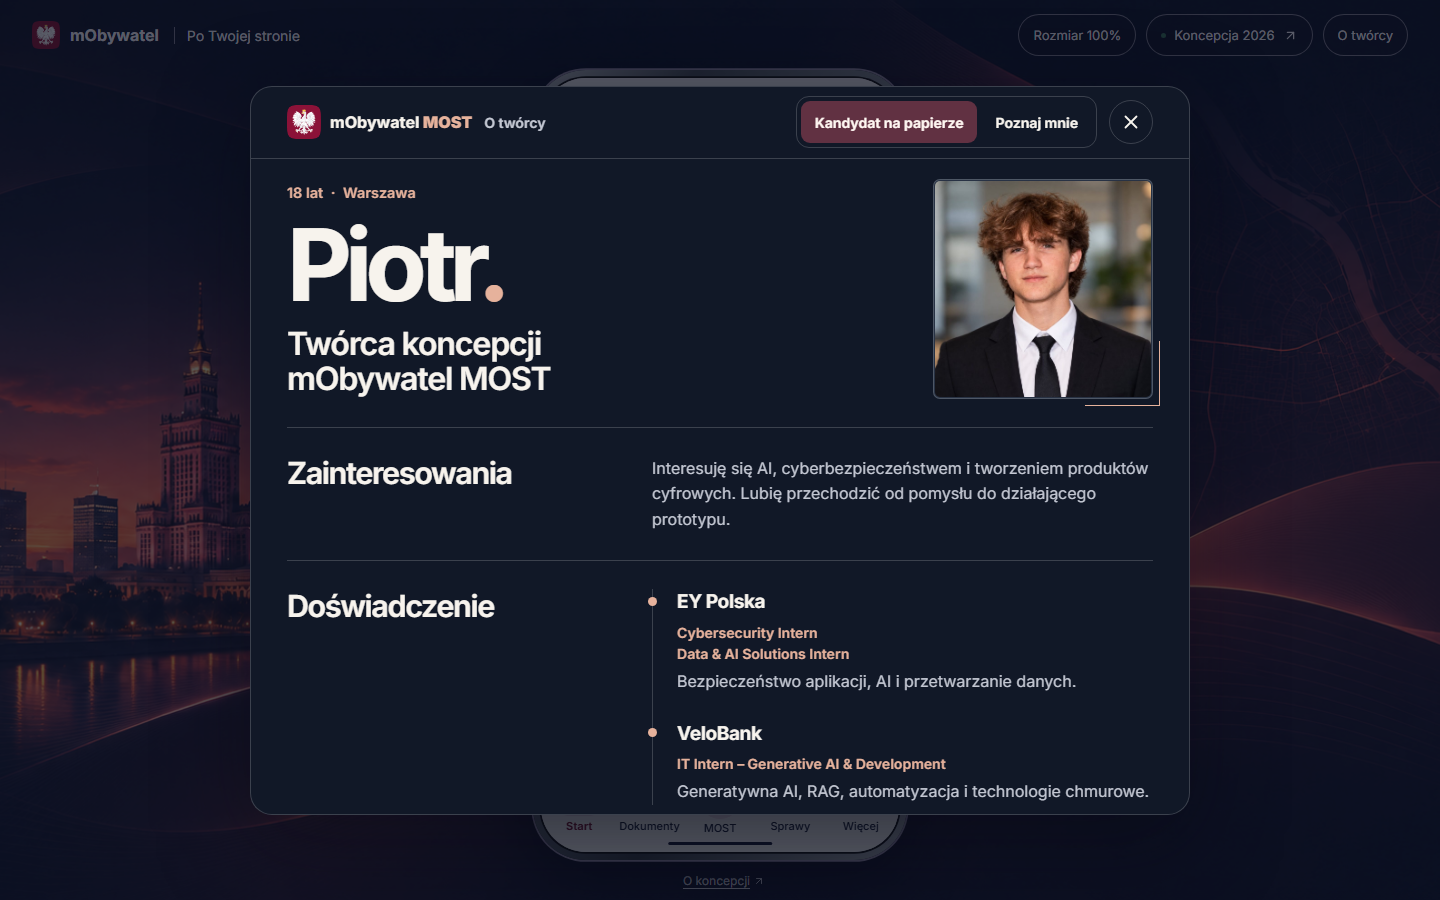 mObywatel
Po Twojej stronie
Rozmiar 100%
Koncepcja 2026
O twórcy
mObywatel MOST
O twórcy
Kandydat na papierze
Poznaj mnie
18 lat · Warszawa
Piotr.
Twórca koncepcji
mObywatel MOST
Zainteresowania
Interesuję się AI, cyberbezpieczeństwem i tworzeniem produktów
cyfrowych. Lubię przechodzić od pomysłu do działającego
prototypu.
Doświadczenie
EY Polska
Cybersecurity Intern
Data & AI Solutions Intern
Bezpieczeństwo aplikacji, AI i przetwarzanie danych.
VeloBank
IT Intern – Generative AI & Development
Generatywna AI, RAG, automatyzacja i technologie chmurowe.
Start
Dokumenty
MOST
Sprawy
Więcej
O koncepcji